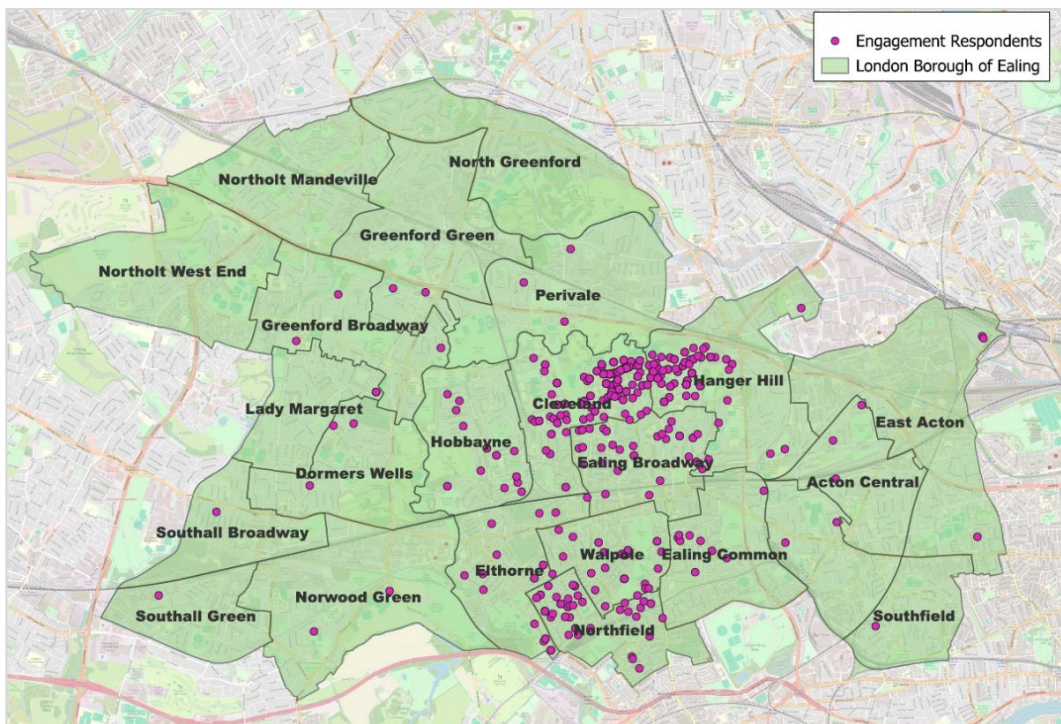 Engagement Respondents
London Borough of Ealing
North Greenford
Northolt Mandeville
Greenford Green
Northolt West End
Perivale
Greenford Broadway
Hanger Hill
Cleveland
Lady Margaret
East Acton
Hobbayne
Ealing Broadway
Dormers Wells
Acton Central
Southall Broadway
Walpole
Ealing Common
Elthorne
Norwood Green
Southall Green
Southfield
Northfield